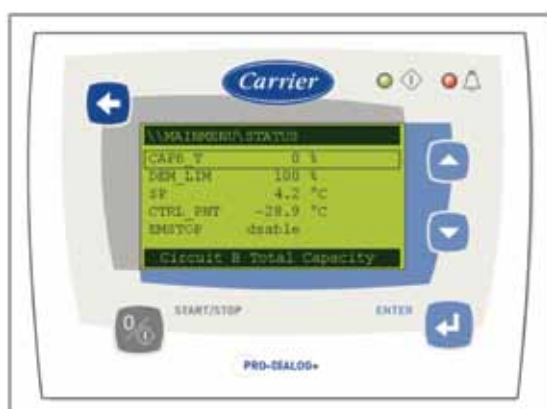 Carrier
\\MAINMENU\STATUS
CAPB_T 0 %
DEM_LIM 100 %
SP 4.2 °C
CTRL_PNT -28.9 °C
EMSTOP dsable
Circuit B Total Capacity
START/STOP
ENTER
PRO-DIALOG+